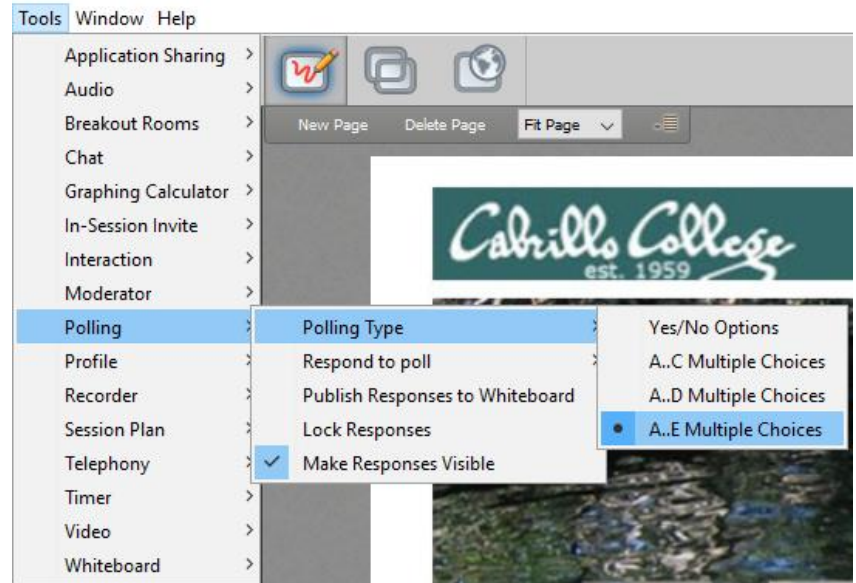 Tools Window Help
Application Sharing
Audio
Breakout Rooms
Chat
Graphing Calculator
In-Session Invite
Interaction
Moderator
Polling
Profile
Recorder
Session Plan
Telephony
Timer
Video
Whiteboard
New Page Delete Page Fit Page
Cabrillo College
est. 1959
Polling Type
Respond to poll
Publish Responses to Whiteboard
Lock Responses
Make Responses Visible
Yes/No Options
A..C Multiple Choices
A..D Multiple Choices
A..E Multiple Choices